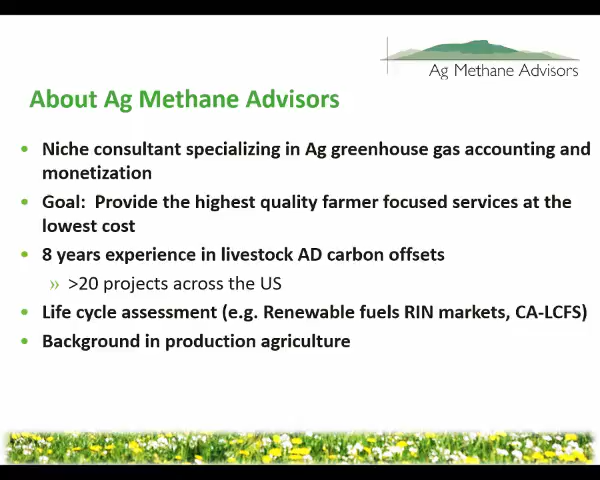 Ag Methane Advisors
About Ag Methane Advisors
• Niche consultant specializing in Ag greenhouse gas accounting and
monetization
• Goal:  Provide the highest quality farmer focused services at the
lowest cost
• 8 years experience in livestock AD carbon offsets
» >20 projects across the US
• Life cycle assessment (e.g. Renewable fuels RIN markets, CA-LCFS)
• Background in production agriculture